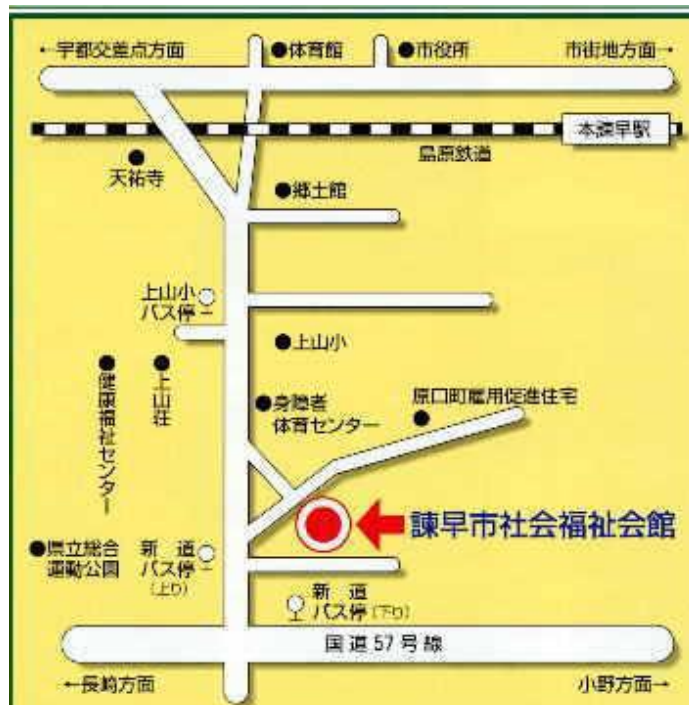 ←宇都交差点方面
●体育館
●市役所
市街地方面→
本諫早駅
島原鉄道
天祐寺
●郷土館
上山小
バス停
●上山小
●健康福祉センター
●上山荘
●身障者
体育センター
原口町雇用促進住宅
諫早市社会福祉会館
●県立総合
運動公園
新道
バス停
(上り)
新道
バス停(下り)
国道57号線
←長崎方面
小野方面→